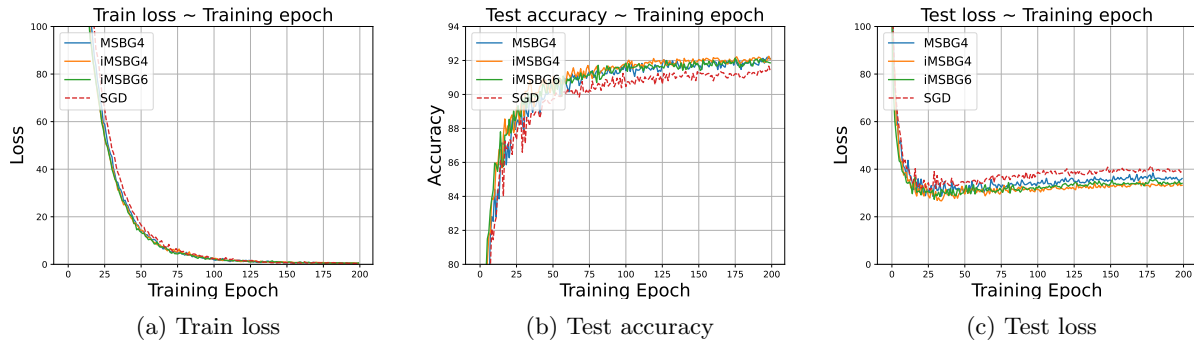 Train loss ~ Training epoch
100
80
60
40
20
0
Loss
MSBG4
iMSBG4
iMSBG6
SGD
0 25 50 75 100 125 150 175 200
Training Epoch
(a) Train loss
Test accuracy ~ Training epoch
94
92
90
88
86
84
82
80
Accuracy
MSBG4
iMSBG4
iMSBG6
SGD
0 25 50 75 100 125 150 175 200
Training Epoch
(b) Test accuracy
Test loss ~ Training epoch
100
80
60
40
20
0
Loss
MSBG4
iMSBG4
iMSBG6
SGD
0 25 50 75 100 125 150 175 200
Training Epoch
(c) Test loss